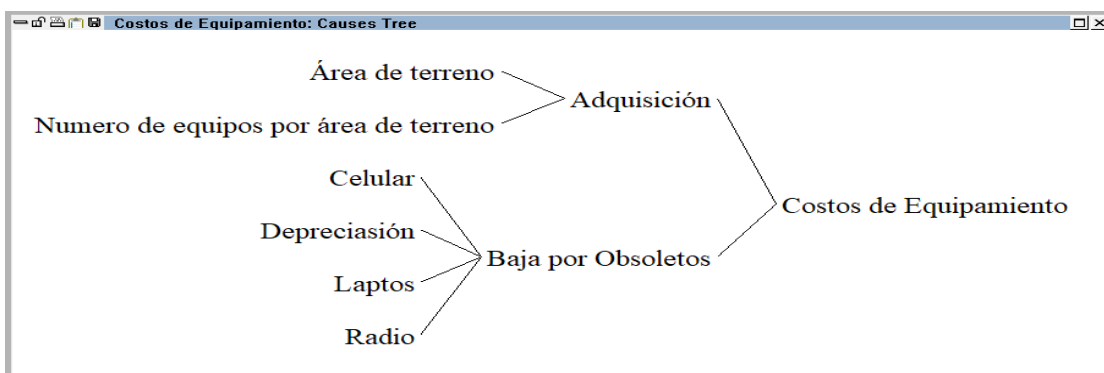 Costos de Equipamiento: Causes Tree
Área de terreno
Adquisición
Numero de equipos por área de terreno
Celular
Costos de Equipamiento
Depreciasión
Baja por Obsoletos
Laptos
Radio